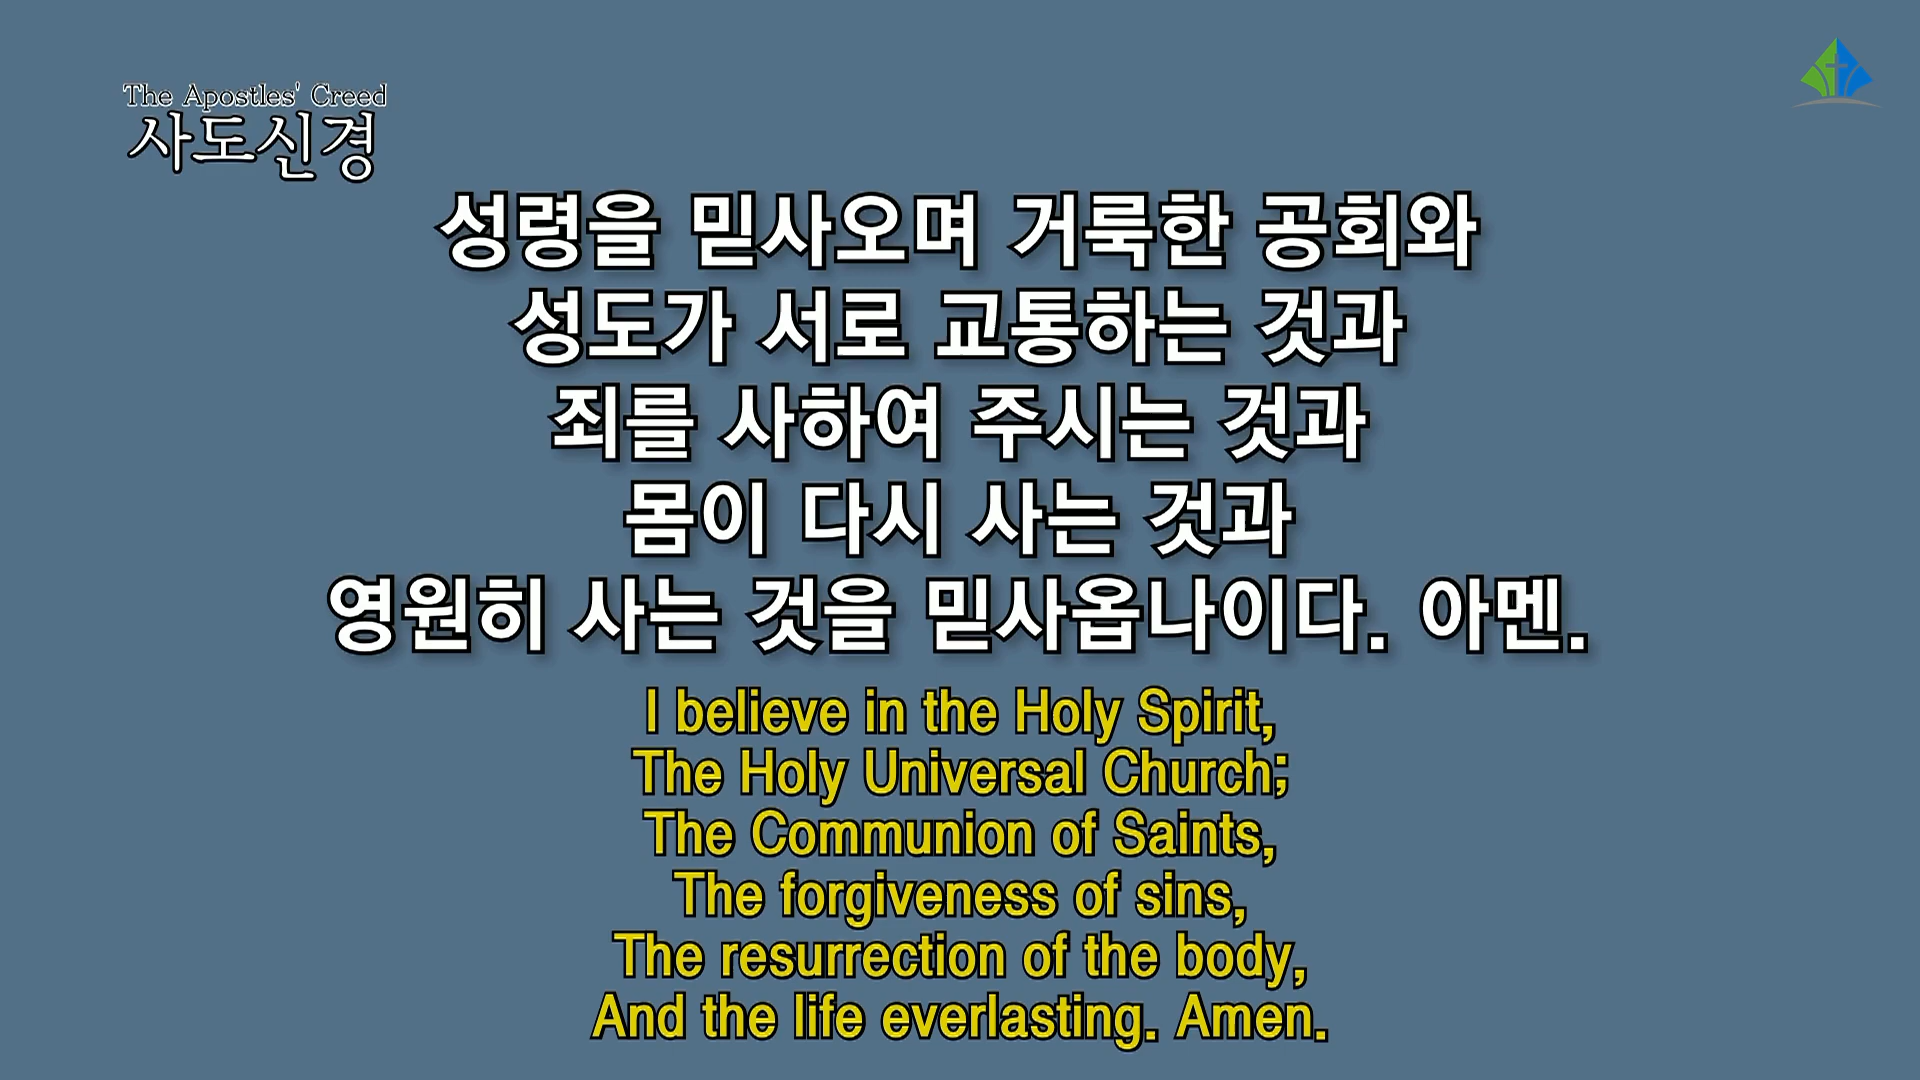 The Apostles' Creed
사도신경
성령을 믿사오며 거룩한 공회와
성도가 서로 교통하는 것과
죄를 사하여 주시는 것과
몸이 다시 사는 것과
영원히 사는 것을 믿사옵나이다. 아멘.
I believe in the Holy Spirit,
The Holy Universal Church;
The Communion of Saints,
The forgiveness of sins,
The resurrection of the body,
And the life everlasting. Amen.